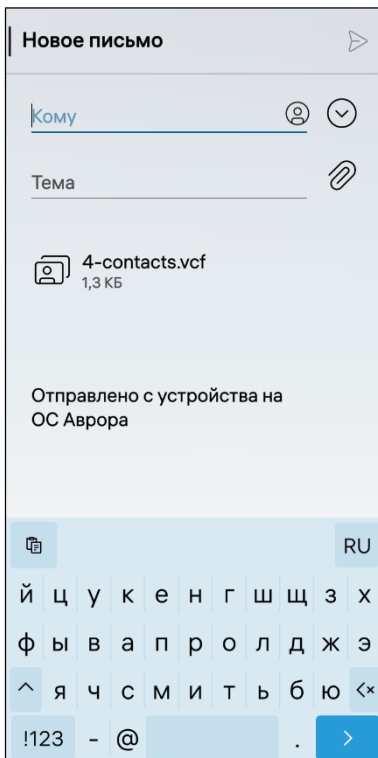 Новое письмо
Кому
Тема
4-contacts.vcf
1,3 КБ
Отправлено с устройства на
ОС Аврора
RU
й ц у к е н г ш щ з х
ф ы в а п р о л д ж э
я ч с м и т ь б ю
!123 - @ .